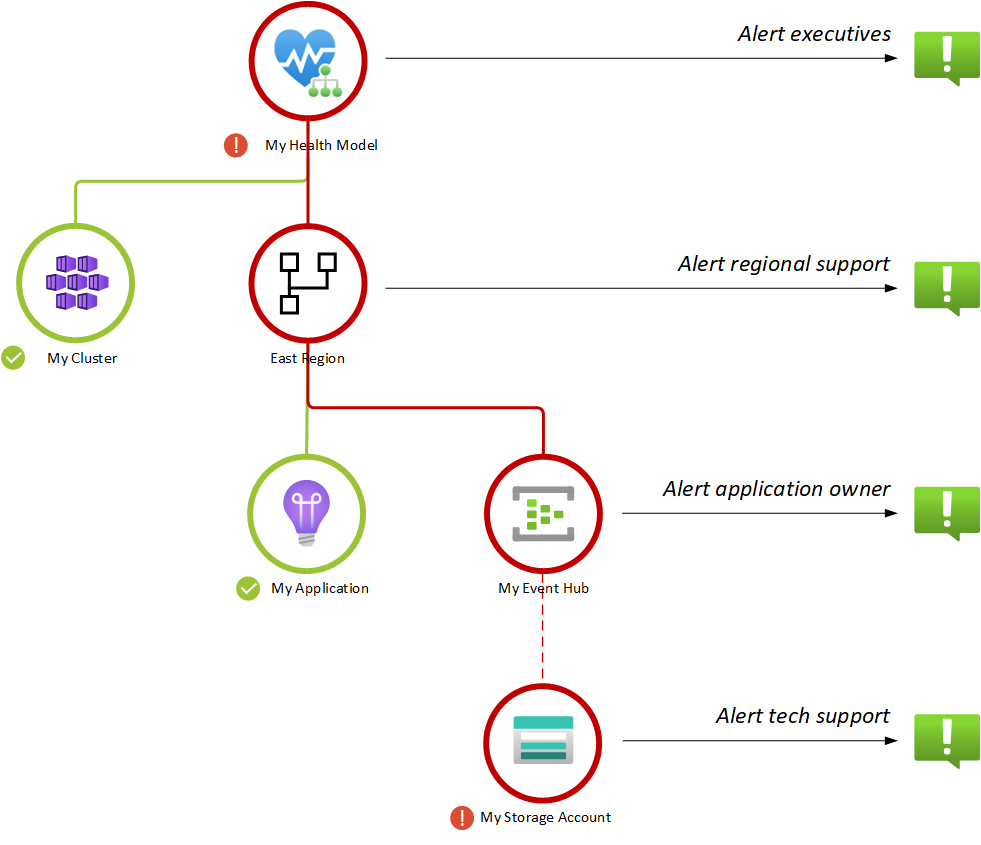 Alert executives
My Health Model
Alert regional support
My Cluster
East Region
Alert application owner
My Application
My Event Hub
Alert tech support
My Storage Account